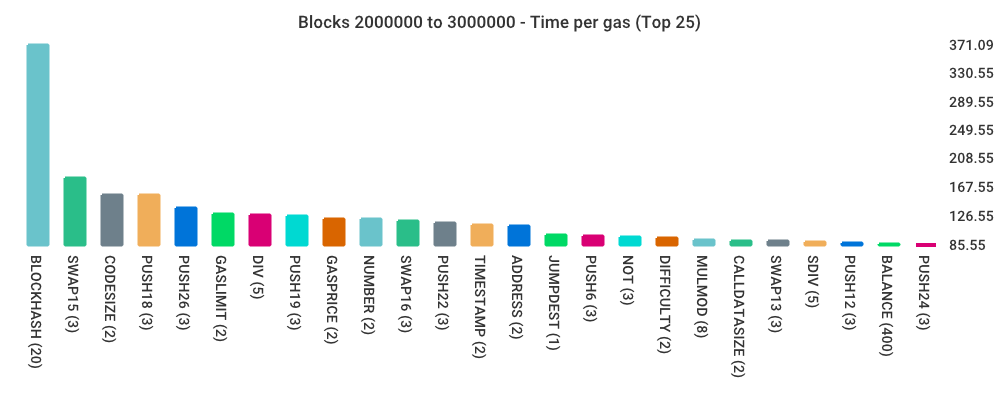 Blocks 2000000 to 3000000 - Time per gas (Top 25)
371.09
330.55
289.55
249.55
208.55
167.55
126.55
85.55
BLOCKHASH (20)
SWAP15 (3)
CODESIZE (2)
PUSH18 (3)
PUSH26 (3)
GASLIMIT (2)
DIV (5)
PUSH19 (3)
GASPRICE (2)
NUMBER (2)
SWAP16 (3)
PUSH22 (3)
TIMESTAMP (2)
ADDRESS (2)
JUMPDEST (1)
PUSH6 (3)
NOT (3)
DIFFICULTY (2)
MULMOD (8)
CALLDATASIZE (2)
SWAP13 (3)
SDIV (5)
PUSH12 (3)
BALANCE (400)
PUSH24 (3)